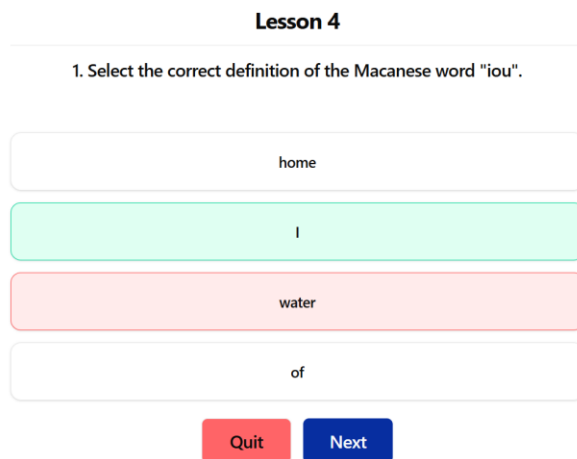 Lesson 4
1. Select the correct definition of the Macanese word "iou".
home
I
water
of
Quit
Next